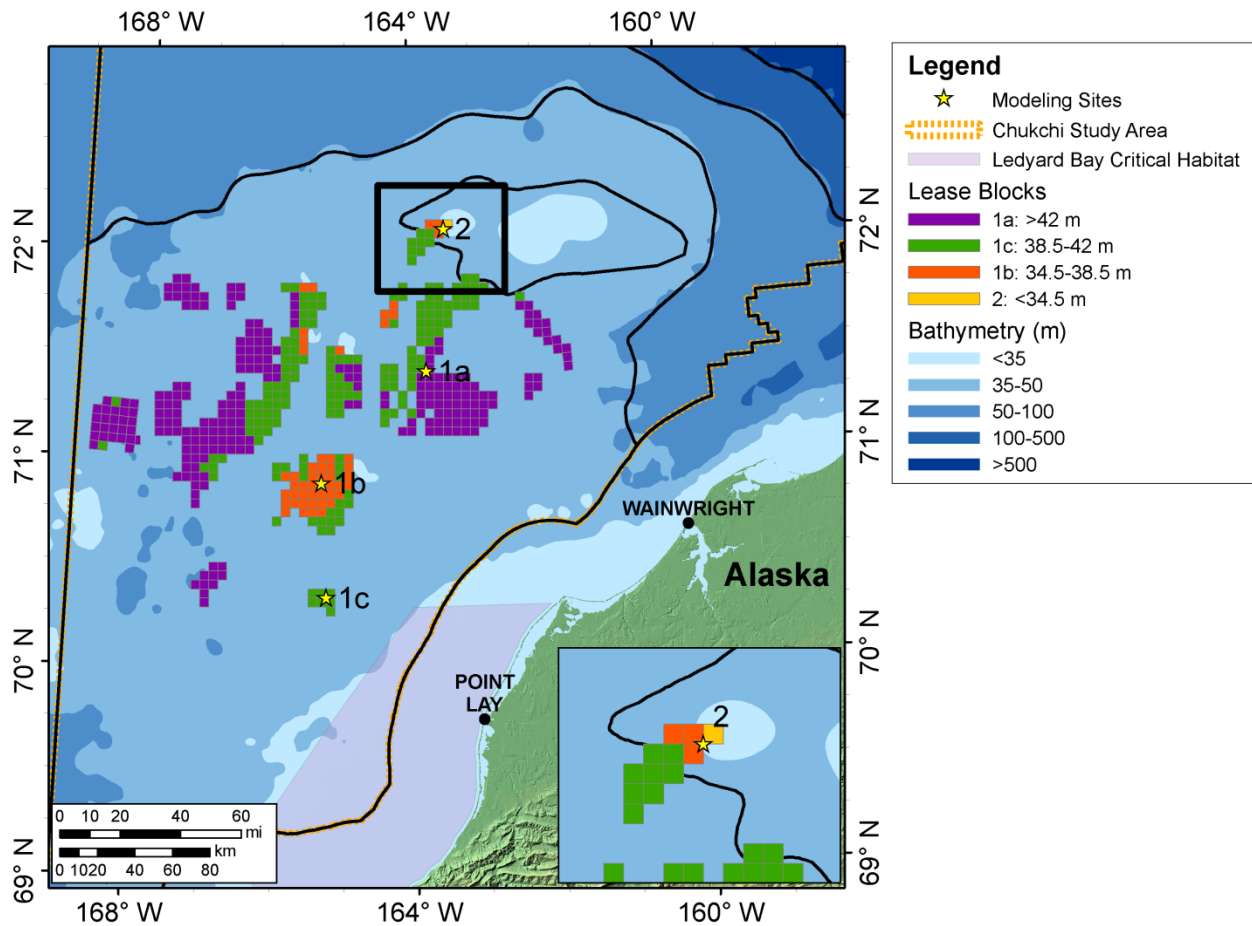 168° W 164° W 160° W
Legend
Modeling Sites
Chukchi Study Area
Ledyard Bay Critical Habitat
Lease Blocks
1a: >42 m
1c: 38.5-42 m
1b: 34.5-38.5 m
2: <34.5 m
Bathymetry (m)
<35
35-50
50-100
100-500
>500
72° N
72° N
2
1a
71° N
71° N
1b
WAINWRIGHT
Alaska
1c
70° N
70° N
POINT
LAY
2
0 10 20 40 60
mi
km
0 1020 40 60 80
69° N
69° N
168° W 164° W 160° W